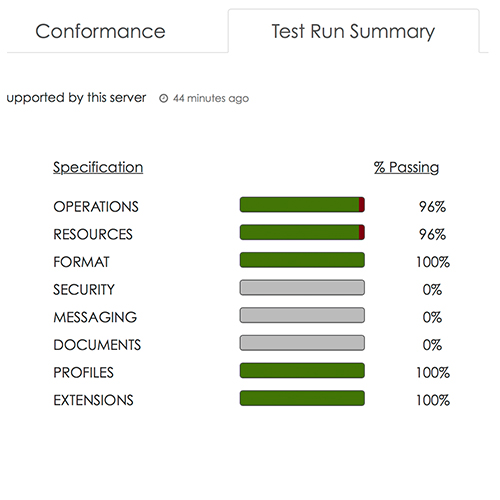 Conformance Test Run Summary
upported by this server 44 minutes ago
Specification % Passing
OPERATIONS 96%
RESOURCES 96%
FORMAT 100%
SECURITY 0%
MESSAGING 0%
DOCUMENTS 0%
PROFILES 100%
EXTENSIONS 100%